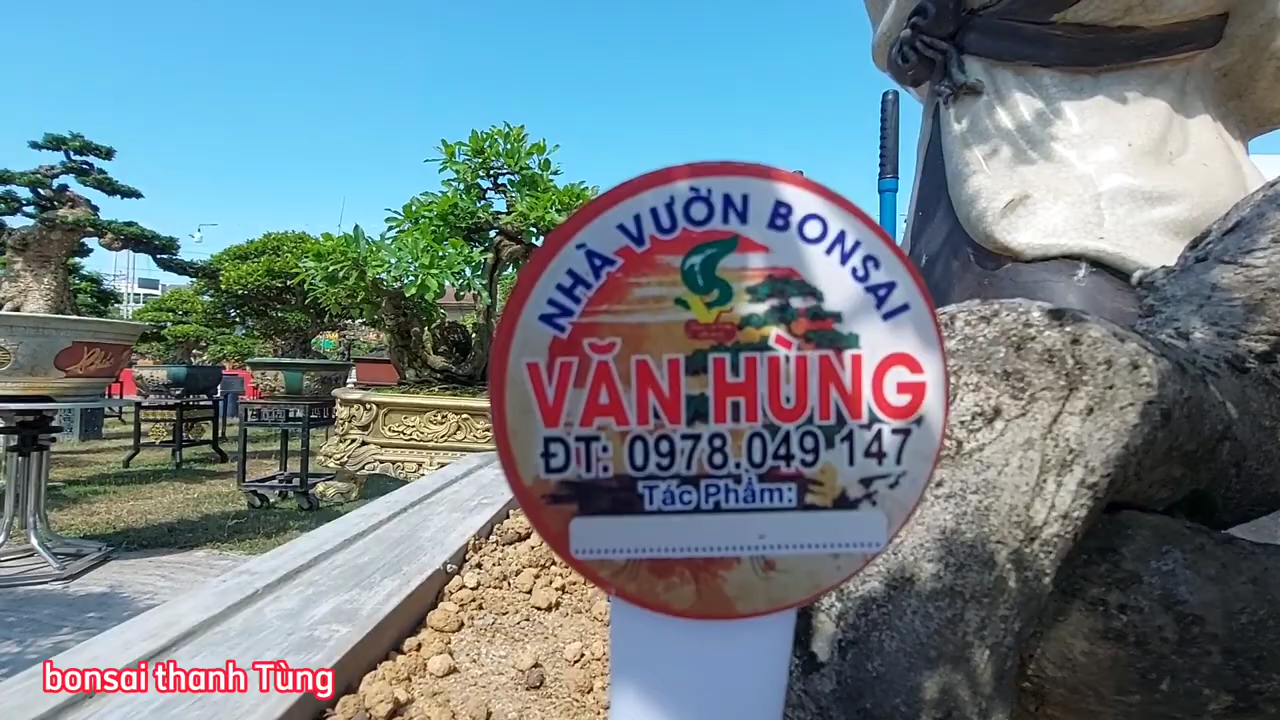 NHÀ VƯỜN BONSAI
VĂN HÙNG
ĐT: 0978.049 147
Tác Phẩm:
bonsai thanh Tùng